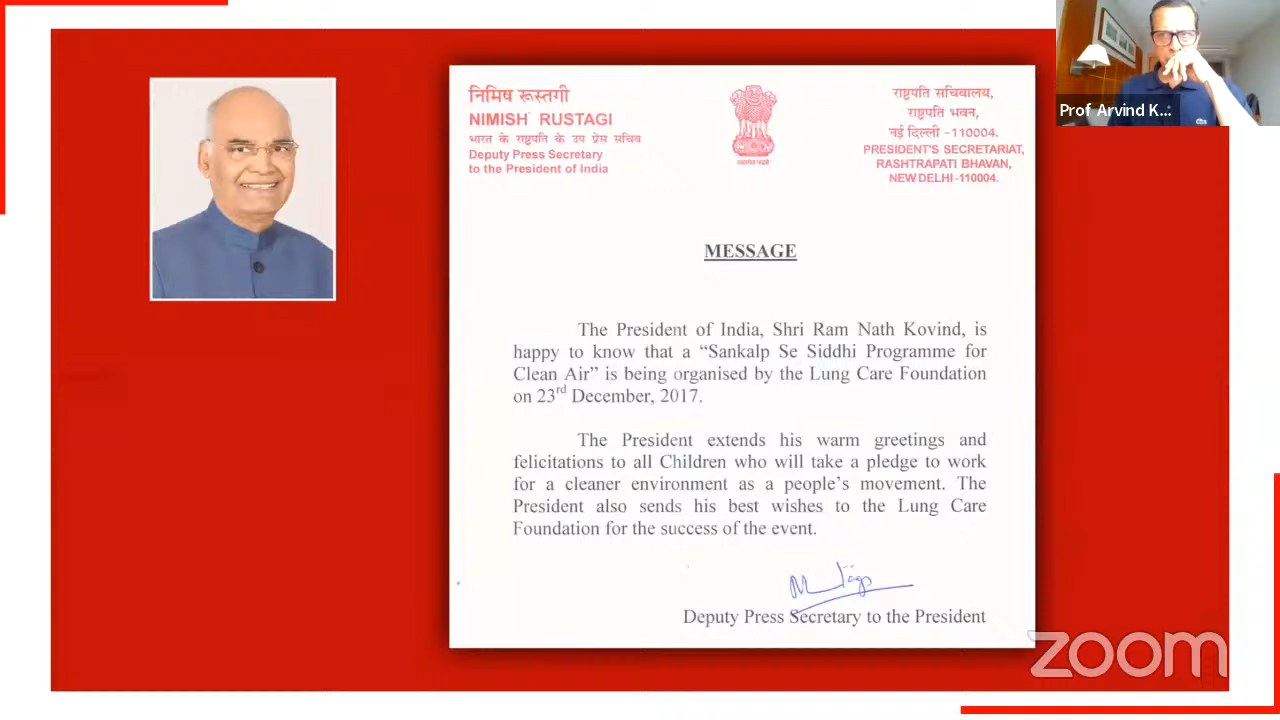 Prof Arvind K...
निमिष रूस्तगी
NIMISH RUSTAGI
भारत के राष्ट्रपति के उप प्रेस सचिव
Deputy Press Secretary
to the President of India
राष्ट्रपति सचिवालय,
राष्ट्रपति भवन,
नई दिल्ली -110004.
PRESIDENT'S SECRETARIAT,
RASHTRAPATI BHAVAN,
NEW DELHI-110004.
MESSAGE
The President of India, Shri Ram Nath Kovind, is
happy to know that a “Sankalp Se Siddhi Programme for
Clean Air” is being organised by the Lung Care Foundation
on 23rd December, 2017.
The President extends his warm greetings and
felicitations to all Children who will take a pledge to work
for a cleaner environment as a people’s movement. The
President also sends his best wishes to the Lung Care
Foundation for the success of the event.
Deputy Press Secretary to the President
zoom